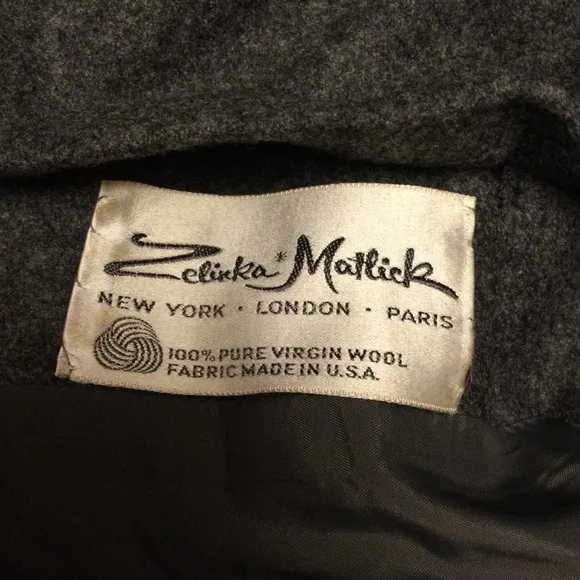 Zelinka * Matlick
NEW YORK · LONDON · PARIS
100% PURE VIRGIN WOOL
FABRIC MADE IN U.S.A.